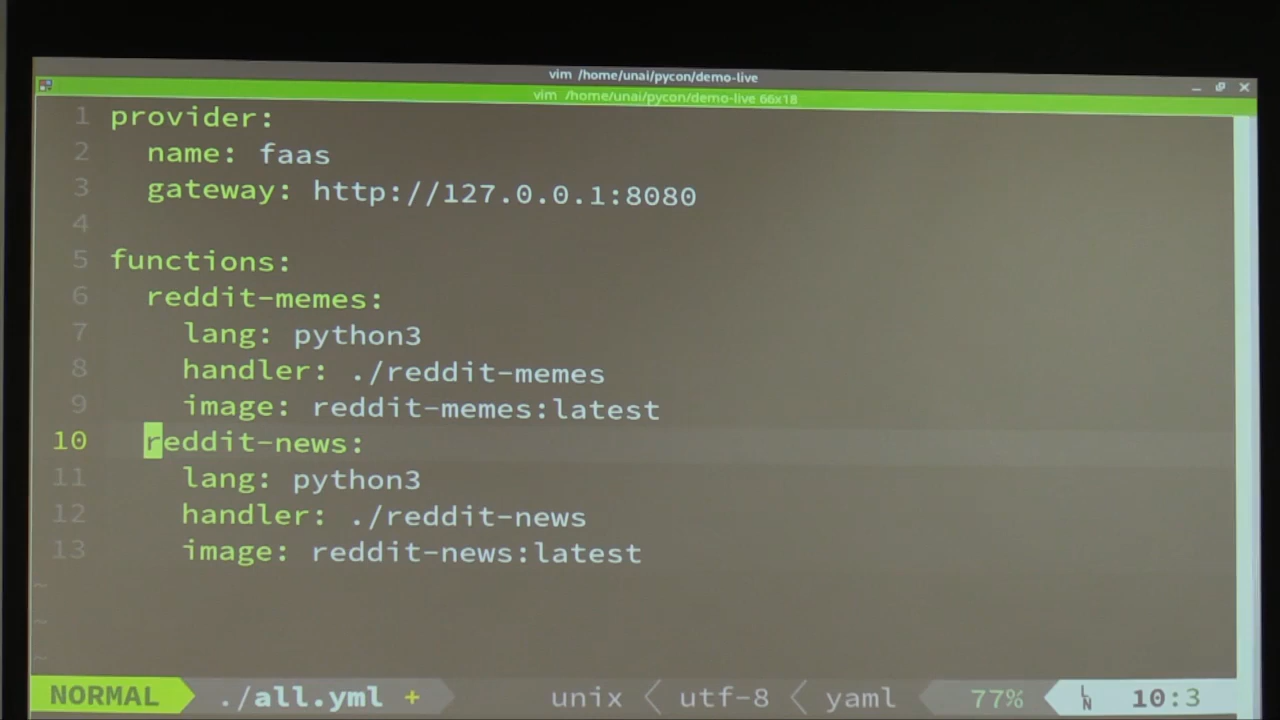 vim /home/unai/pycon/demo-live
vim /home/unai/pycon/demo-live 66x18
1 provider:
2   name: faas
3   gateway: http://127.0.0.1:8080
4
5 functions:
6   reddit-memes:
7     lang: python3
8     handler: ./reddit-memes
9     image: reddit-memes:latest
10   reddit-news:
11     lang: python3
12     handler: ./reddit-news
13     image: reddit-news:latest
~
~
~
NORMAL ./all.yml + unix utf-8 yaml 77% LN 10:3